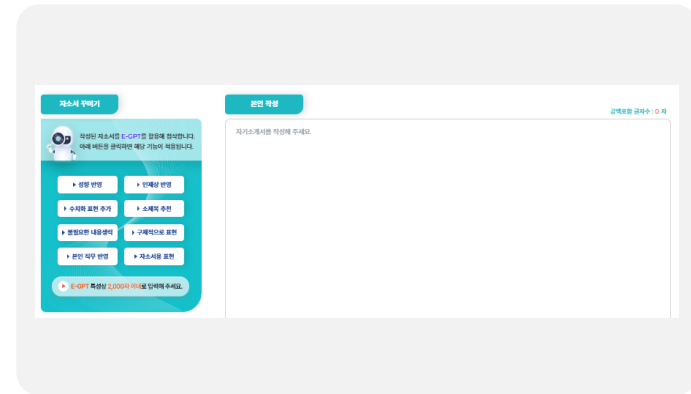 자소서 꾸미기
작성된 자소서를 E-GPT를 활용해 첨삭합니다.
아래 버튼을 클릭하면 해당 기능이 적용됩니다.
성향 반영
인재상 반영
수치화 표현 추가
소제목 추천
불필요한 내용생략
구체적으로 표현
본인 직무 반영
자소서용 표현
E-GPT 특성상 2,000자 이내로 입력해 주세요.
본인 작성
공백포함 글자수 : 0 자
자기소개서를 작성해 주세요.